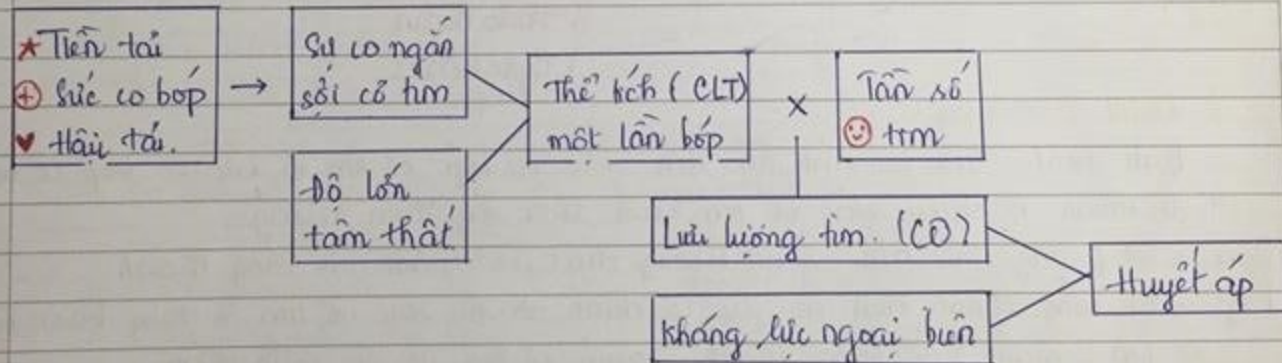 Tiền tải
Sức co bóp
Hậu tải.
→
Sự co ngắn
sợi cơ tim
Độ lớn
tâm thất
Thể tích (CLT)
một lần bóp
×
Tần số
tim
Lưu lượng tim. (CO)
Kháng lực ngoại biên
Huyết áp